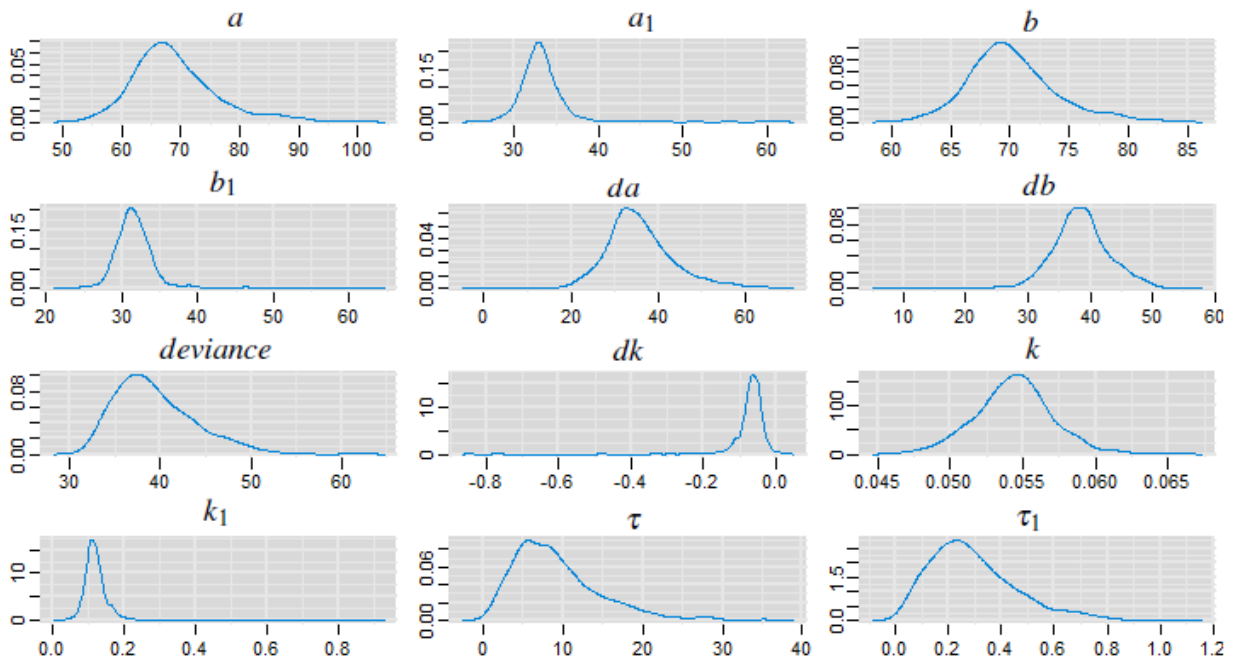 a a₁ b
0.00 0.05 0.00 0.15 0.00 0.08
50 60 70 80 90 100 30 40 50 60 60 65 70 75 80 85
b₁ da db
0.00 0.15 0.00 0.04 0.00 0.08
20 30 40 50 60 0 20 40 60 10 20 30 40 50 60
deviance dk k
0.00 0.08 0 10 0 100
30 40 50 60 -0.8 -0.6 -0.4 -0.2 0.0 0.045 0.050 0.055 0.060 0.065
k₁ τ τ₁
0 10 0.00 0.06 0.0 1.5
0.0 0.2 0.4 0.6 0.8 0 10 20 30 40 0.0 0.2 0.4 0.6 0.8 1.0 1.2